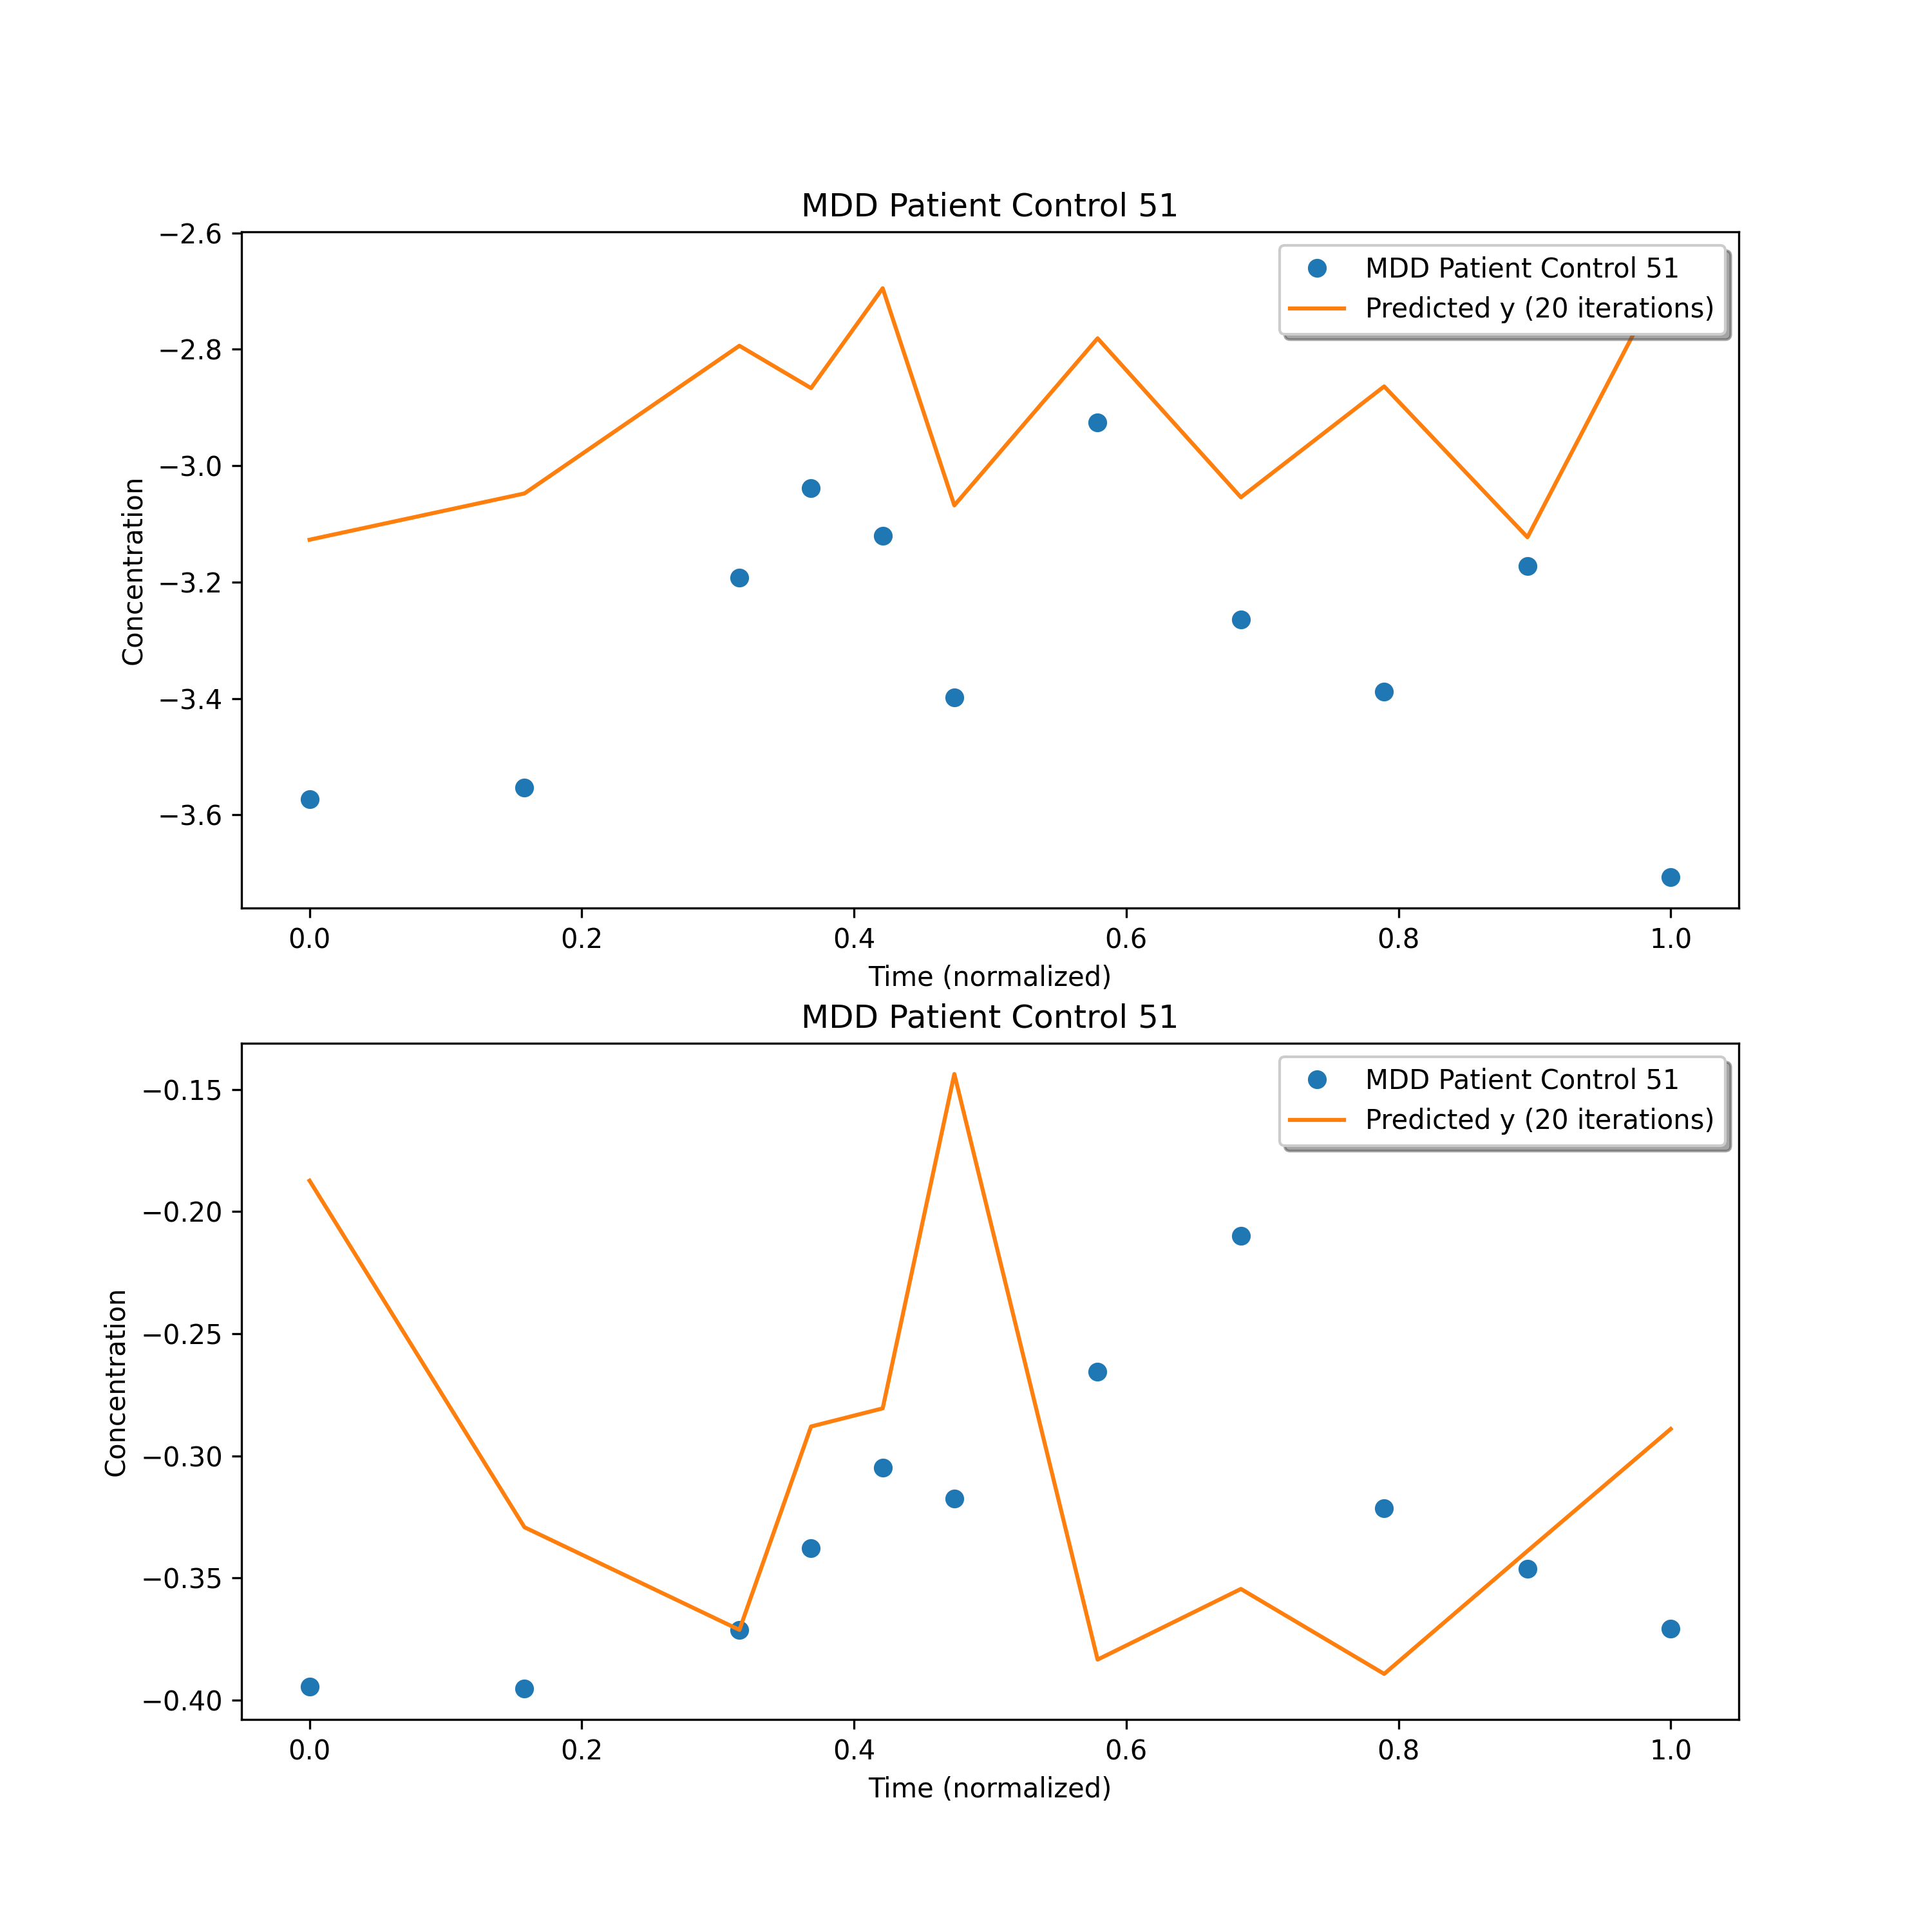 MDD Patient Control 51
−2.6
−2.8
−3.0
−3.2
−3.4
−3.6
Concentration
MDD Patient Control 51
Predicted y (20 iterations)
0.0 0.2 0.4 0.6 0.8 1.0
Time (normalized)
MDD Patient Control 51
−0.15
−0.20
−0.25
−0.30
−0.35
−0.40
Concentration
MDD Patient Control 51
Predicted y (20 iterations)
0.0 0.2 0.4 0.6 0.8 1.0
Time (normalized)